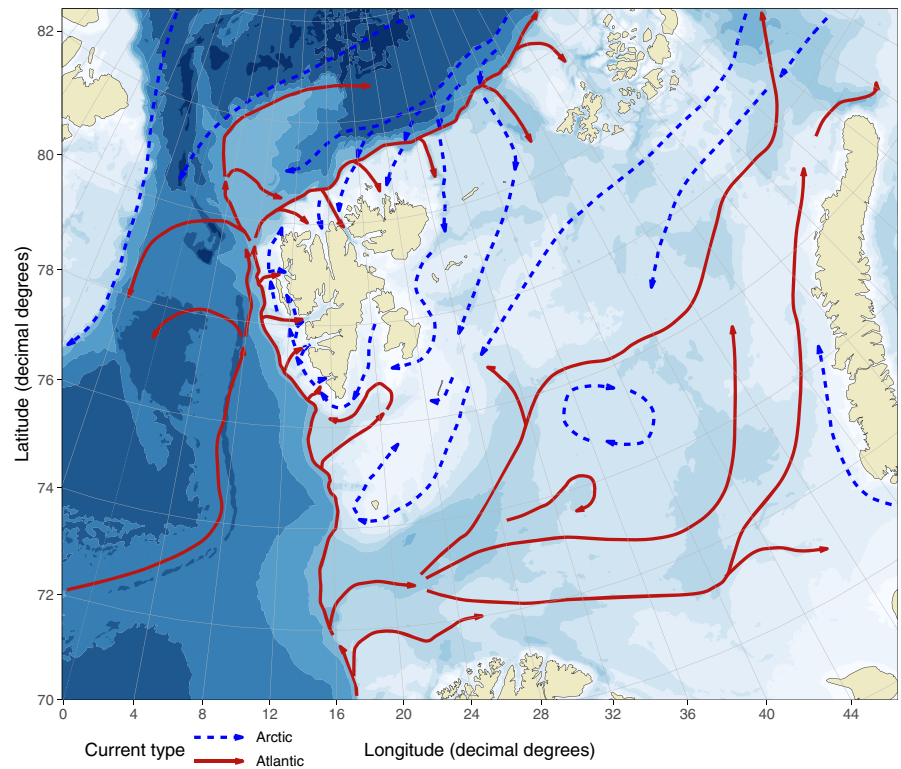 82
80
78
76
74
72
70
Latitude (decimal degrees)
0 4 8 12 16 20 24 28 32 36 40 44
Longitude (decimal degrees)
Current type
Arctic
Atlantic